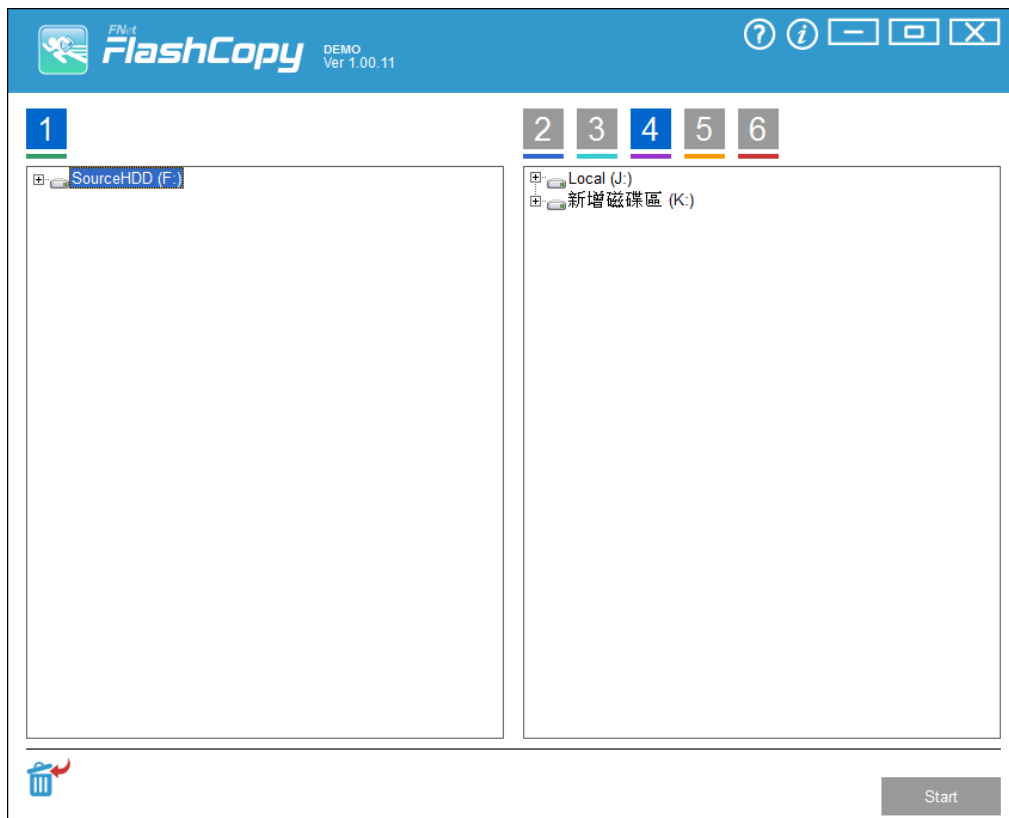 FNet
FlashCopy
DEMO
Ver 1.00.11
? i
1
2 3 4 5 6
SourceHDD (F:)
Local (J:)
新增磁碟區 (K:)
Start